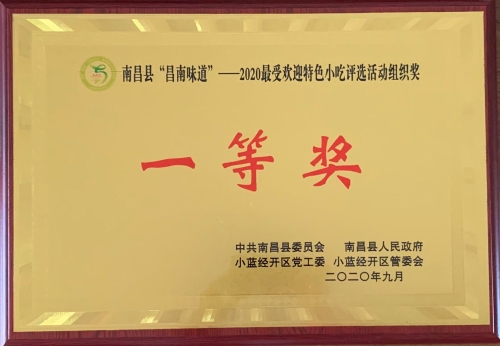 南昌县“昌南味道”——2020最受欢迎特色小吃评选活动组织奖
一等奖
中共南昌县委员会 南昌县人民政府
小蓝经开区党工委 小蓝经开区管委会
二〇二〇年九月